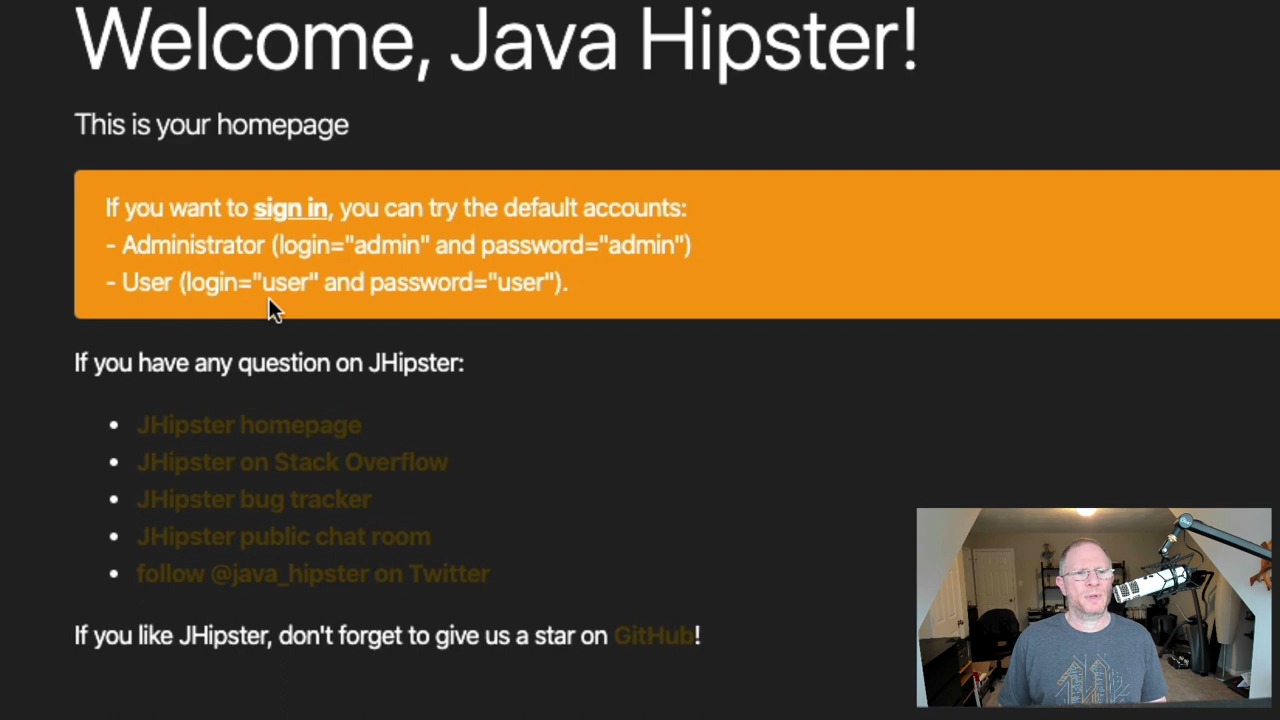 Welcome, Java Hipster!
This is your homepage
If you want to sign in, you can try the default accounts:
- Administrator (login="admin" and password="admin")
- User (login="user" and password="user").
If you have any question on JHipster:
• JHipster homepage
• JHipster on Stack Overflow
• JHipster bug tracker
• JHipster public chat room
• follow @java_hipster on Twitter
If you like JHipster, don't forget to give us a star on GitHub!